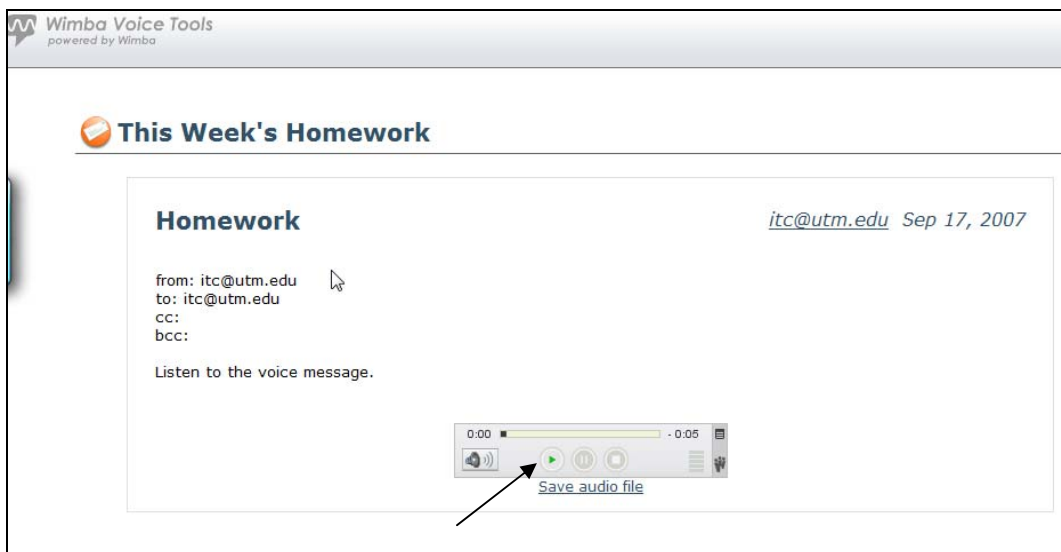 Wimba Voice Tools
powered by Wimba
This Week's Homework
Homework
itc@utm.edu Sep 17, 2007
from: itc@utm.edu
to: itc@utm.edu
cc:
bcc:
Listen to the voice message.
0:00 - 0:05
Save audio file